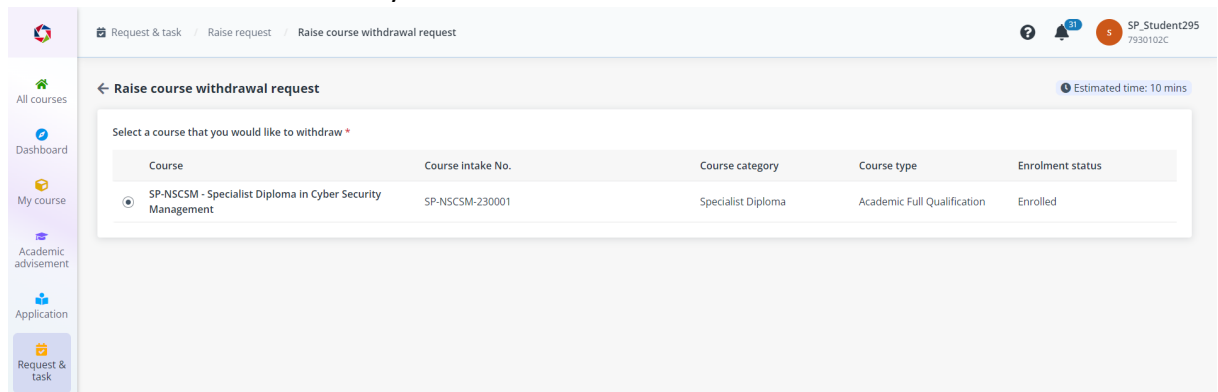 Request & task / Raise request / Raise course withdrawal request
31
S
SP_Student295
7930102C
All courses
Dashboard
My course
Academic
advisement
Application
Request &
task
Raise course withdrawal request
Estimated time: 10 mins
Select a course that you would like to withdraw *
Course Course intake No. Course category Course type Enrolment status
SP-NSCSM - Specialist Diploma in Cyber Security
Management
SP-NSCSM-230001 Specialist Diploma Academic Full Qualification Enrolled